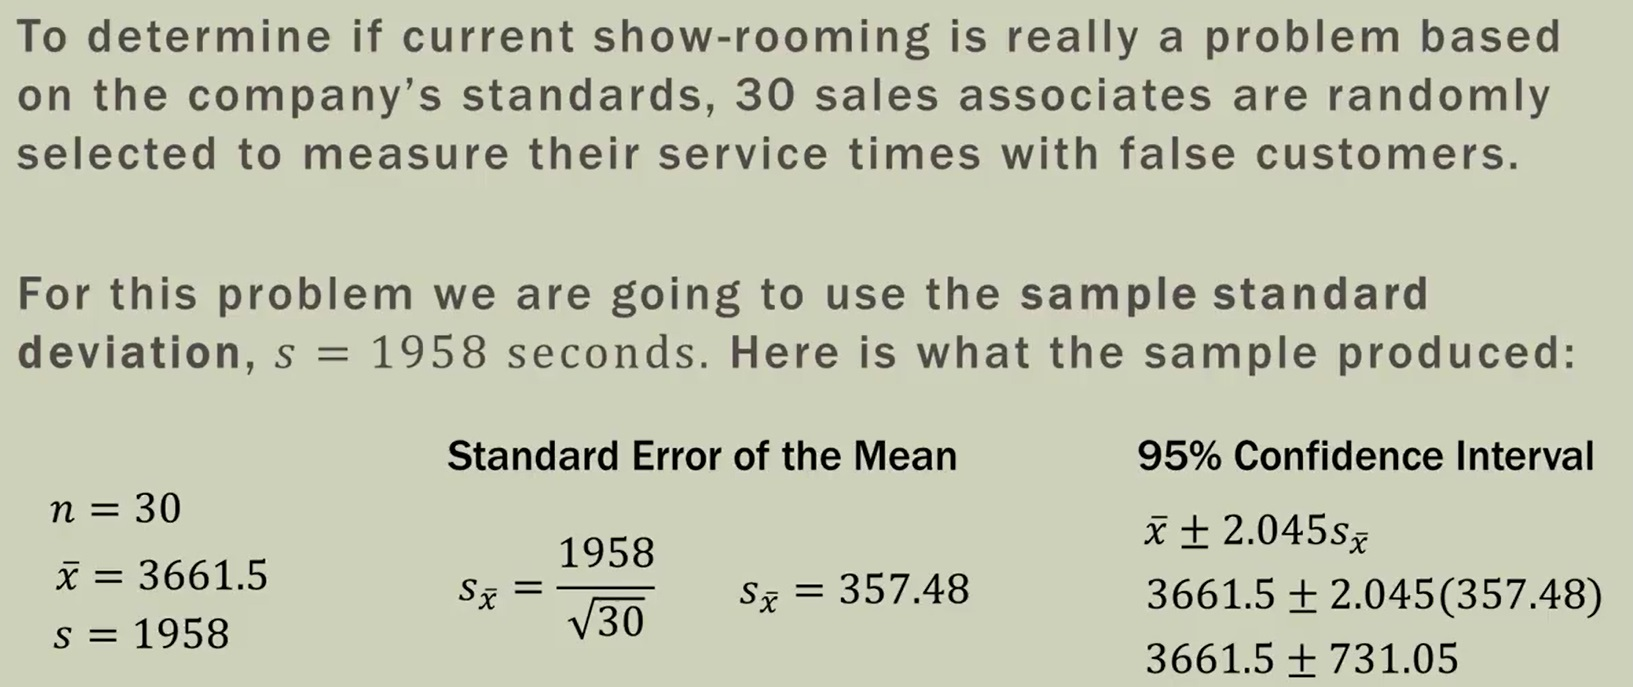 To determine if current show-rooming is really a problem based
on the company's standards, 30 sales associates are randomly
selected to measure their service times with false customers.
For this problem we are going to use the sample standard
deviation, s = 1958 seconds. Here is what the sample produced:
n = 30
x̄ = 3661.5
s = 1958
Standard Error of the Mean
s_x̄ = 1958/√30    s_x̄ = 357.48
95% Confidence Interval
x̄ ± 2.045s_x̄
3661.5 ± 2.045(357.48)
3661.5 ± 731.05